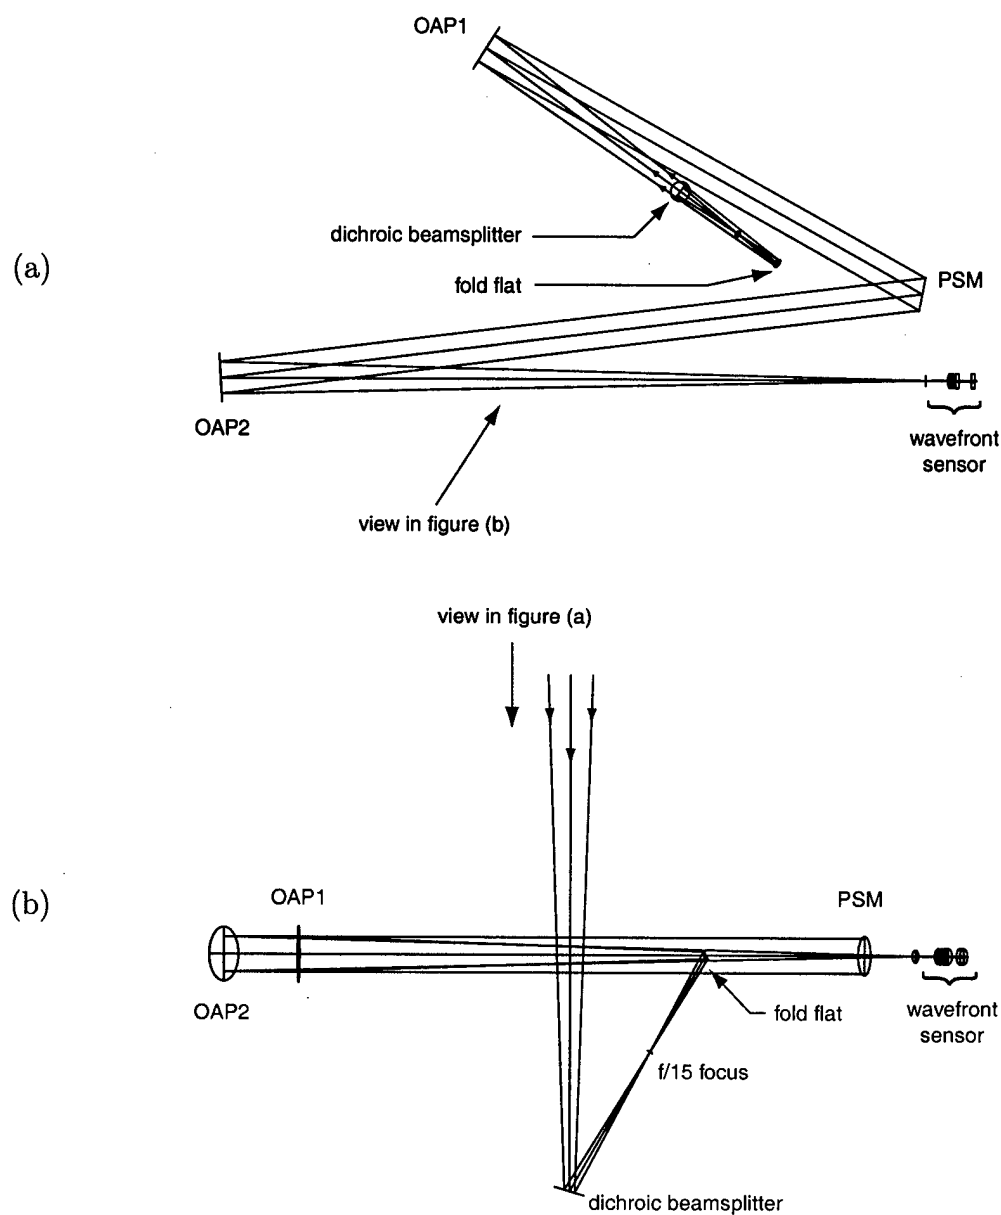 OAP1
dichroic beamsplitter
(a)
fold flat
PSM
OAP2
wavefront
sensor
view in figure (b)
view in figure (a)
(b)
OAP1
PSM
OAP2
fold flat
wavefront
sensor
f/15 focus
dichroic beamsplitter